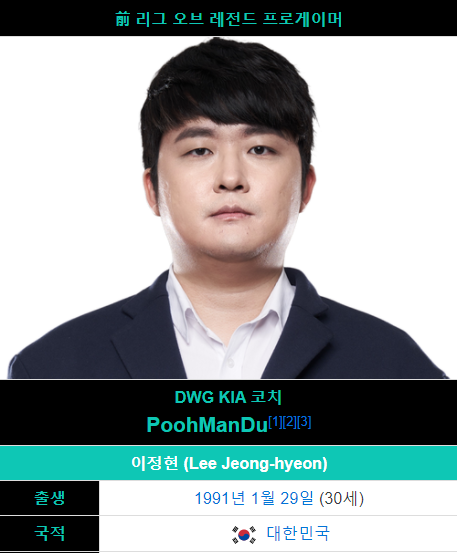 前 리그 오브 레전드 프로게이머
DWG KIA 코치
PoohManDu[1][2][3]
이정현 (Lee Jeong-hyeon)
출생 1991년 1월 29일 (30세)
국적 대한민국